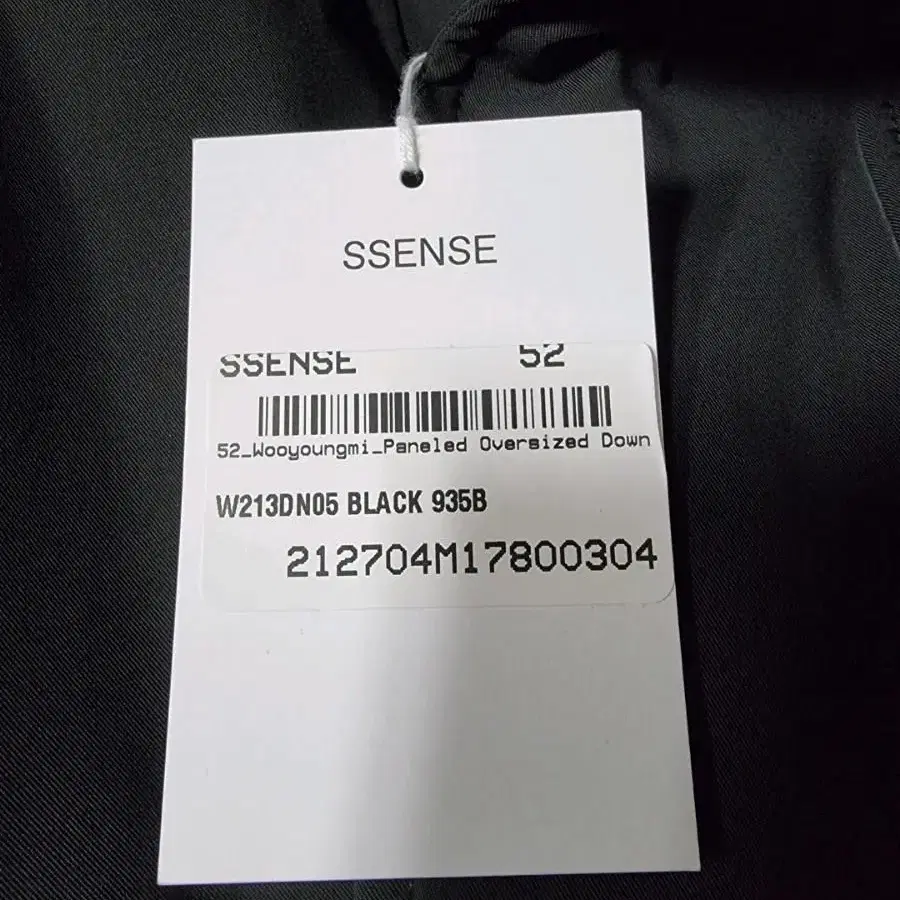 SSENSE
SSENSE 52
52_Wooyoungmi_Paneled Oversized Down
W213DN05 BLACK 935B
212704M17800304